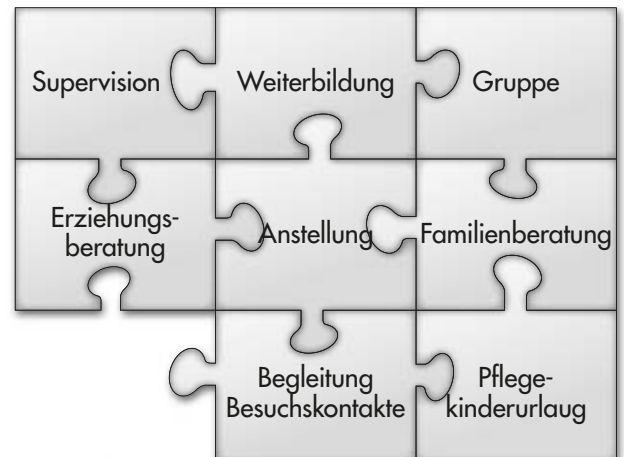 Supervision
Weiterbildung
Gruppe
Erziehungs-
beratung
Anstellung
Familienberatung
Begleitung
Besuchskontakte
Pflege-
kinderurlaug